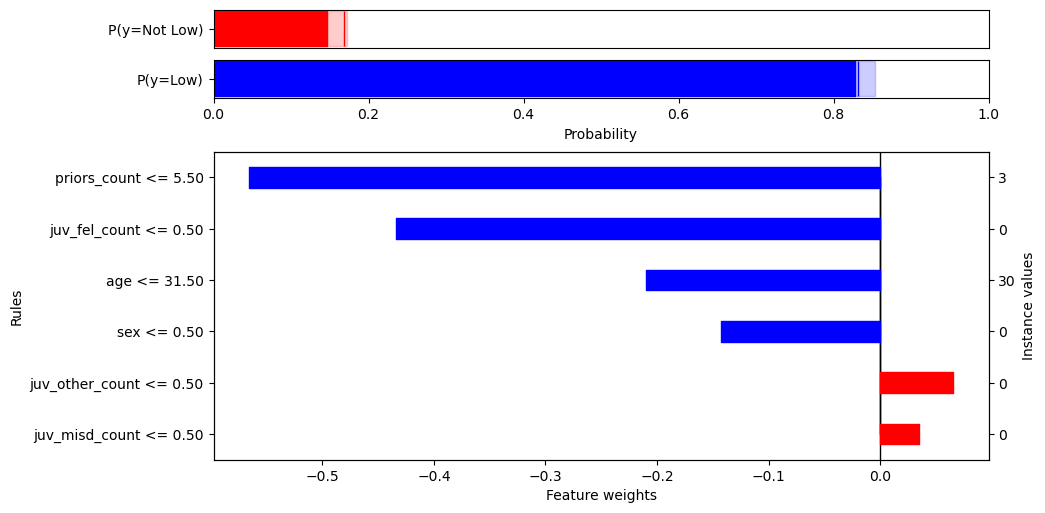 P(y=Not Low)
P(y=Low)
0.0 0.2 0.4 0.6 0.8 1.0
Probability
priors_count <= 5.50 3
juv_fel_count <= 0.50 0
age <= 31.50 30
sex <= 0.50 0
juv_other_count <= 0.50 0
juv_misd_count <= 0.50 0
Rules
Instance values
−0.5 −0.4 −0.3 −0.2 −0.1 0.0
Feature weights